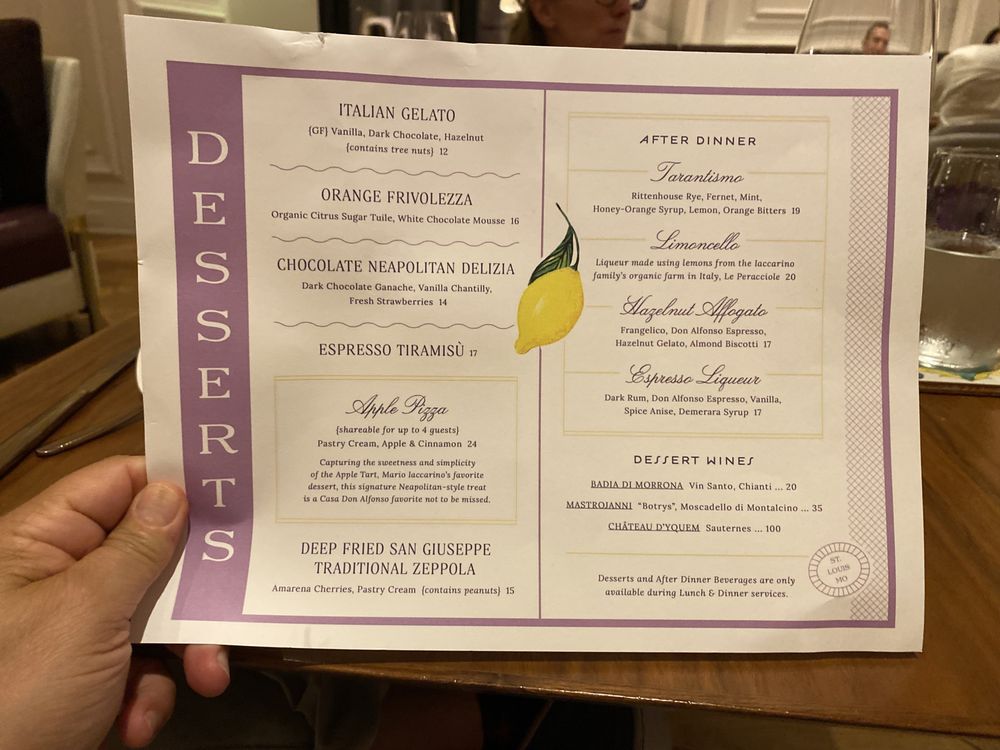 DESSERTS
ITALIAN GELATO
{GF} Vanilla, Dark Chocolate, Hazelnut
{contains tree nuts} 12
ORANGE FRIVOLEZZA
Organic Citrus Sugar Tuile, White Chocolate Mousse 16
CHOCOLATE NEAPOLITAN DELIZIA
Dark Chocolate Ganache, Vanilla Chantilly,
Fresh Strawberries 14
ESPRESSO TIRAMISÙ 17
Apple Pizza
{shareable for up to 4 guests}
Pastry Cream, Apple & Cinnamon 24
Capturing the sweetness and simplicity
of the Apple Tart, Mario Iaccarino's favorite
dessert, this signature Neapolitan-style treat
is a Casa Don Alfonso favorite not to be missed.
DEEP FRIED SAN GIUSEPPE
TRADITIONAL ZEPPOLA
Amarena Cherries, Pastry Cream {contains peanuts} 15
AFTER DINNER
Tarantismo
Rittenhouse Rye, Fernet, Mint,
Honey-Orange Syrup, Lemon, Orange Bitters 19
Limoncello
Liqueur made using lemons from the Iaccarino
family's organic farm in Italy, Le Peracciole 20
Hazelnut Affogato
Frangelico, Don Alfonso Espresso,
Hazelnut Gelato, Almond Biscotti 17
Espresso Liqueur
Dark Rum, Don Alfonso Espresso, Vanilla,
Spice Anise, Demerara Syrup 17
DESSERT WINES
BADIA DI MORRONA Vin Santo, Chianti ... 20
MASTROJANNI "Botrys", Moscadello di Montalcino ... 35
CHÂTEAU D'YQUEM Sauternes ... 100
Desserts and After Dinner Beverages are only
available during Lunch & Dinner services.
ST.
LOUIS
MO